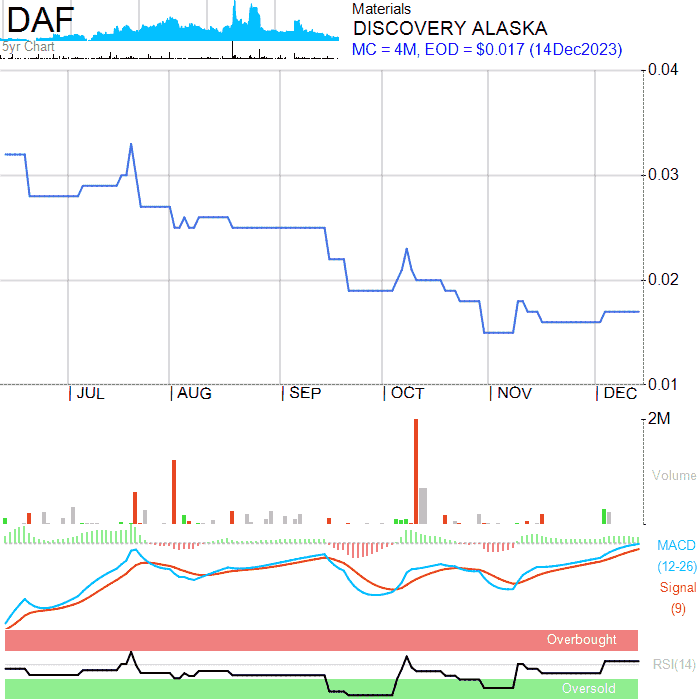 DAF
5yr Chart
Materials
DISCOVERY ALASKA
MC = 4M, EOD = $0.017 (14Dec2023)
0.04
0.03
0.02
0.01
JUL AUG SEP OCT NOV DEC
2M
Volume
MACD
(12-26)
Signal
(9)
Overbought
RSI(14)
Oversold